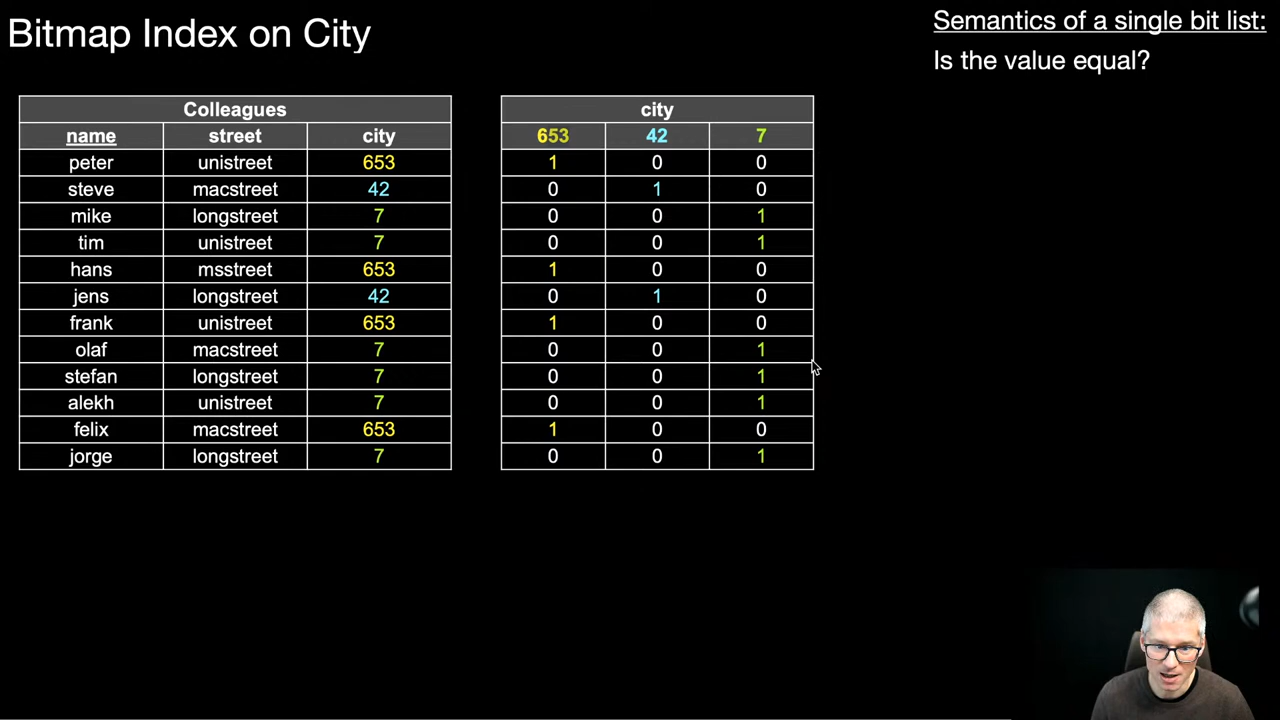 Bitmap Index on City
Semantics of a single bit list:
Is the value equal?
Colleagues
name street city
peter unistreet 653
steve macstreet 42
mike longstreet 7
tim unistreet 7
hans msstreet 653
jens longstreet 42
frank unistreet 653
olaf macstreet 7
stefan longstreet 7
alekh unistreet 7
felix macstreet 653
jorge longstreet 7
city
653 42 7
1 0 0
0 1 0
0 0 1
0 0 1
1 0 0
0 1 0
1 0 0
0 0 1
0 0 1
0 0 1
1 0 0
0 0 1